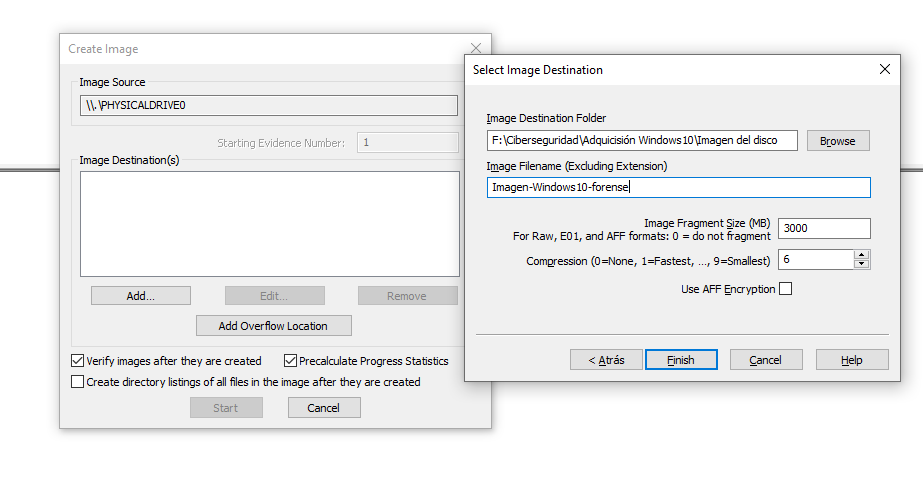 Create Image
Image Source
\\.\PHYSICALDRIVE0
Starting Evidence Number: 1
Image Destination(s)
Add...
Edit...
Remove
Add Overflow Location
Verify images after they are created
Precalculate Progress Statistics
Create directory listings of all files in the image after they are created
Start
Cancel
Select Image Destination
Image Destination Folder
F:\Ciberseguridad\Adquicisión Windows10\Imagen del disco
Browse
Image Filename (Excluding Extension)
Imagen-Windows10-forense
Image Fragment Size (MB)
For Raw, E01, and AFF formats: 0 = do not fragment
3000
Compression (0=None, 1=Fastest, ..., 9=Smallest)
6
Use AFF Encryption
< Atrás
Finish
Cancel
Help